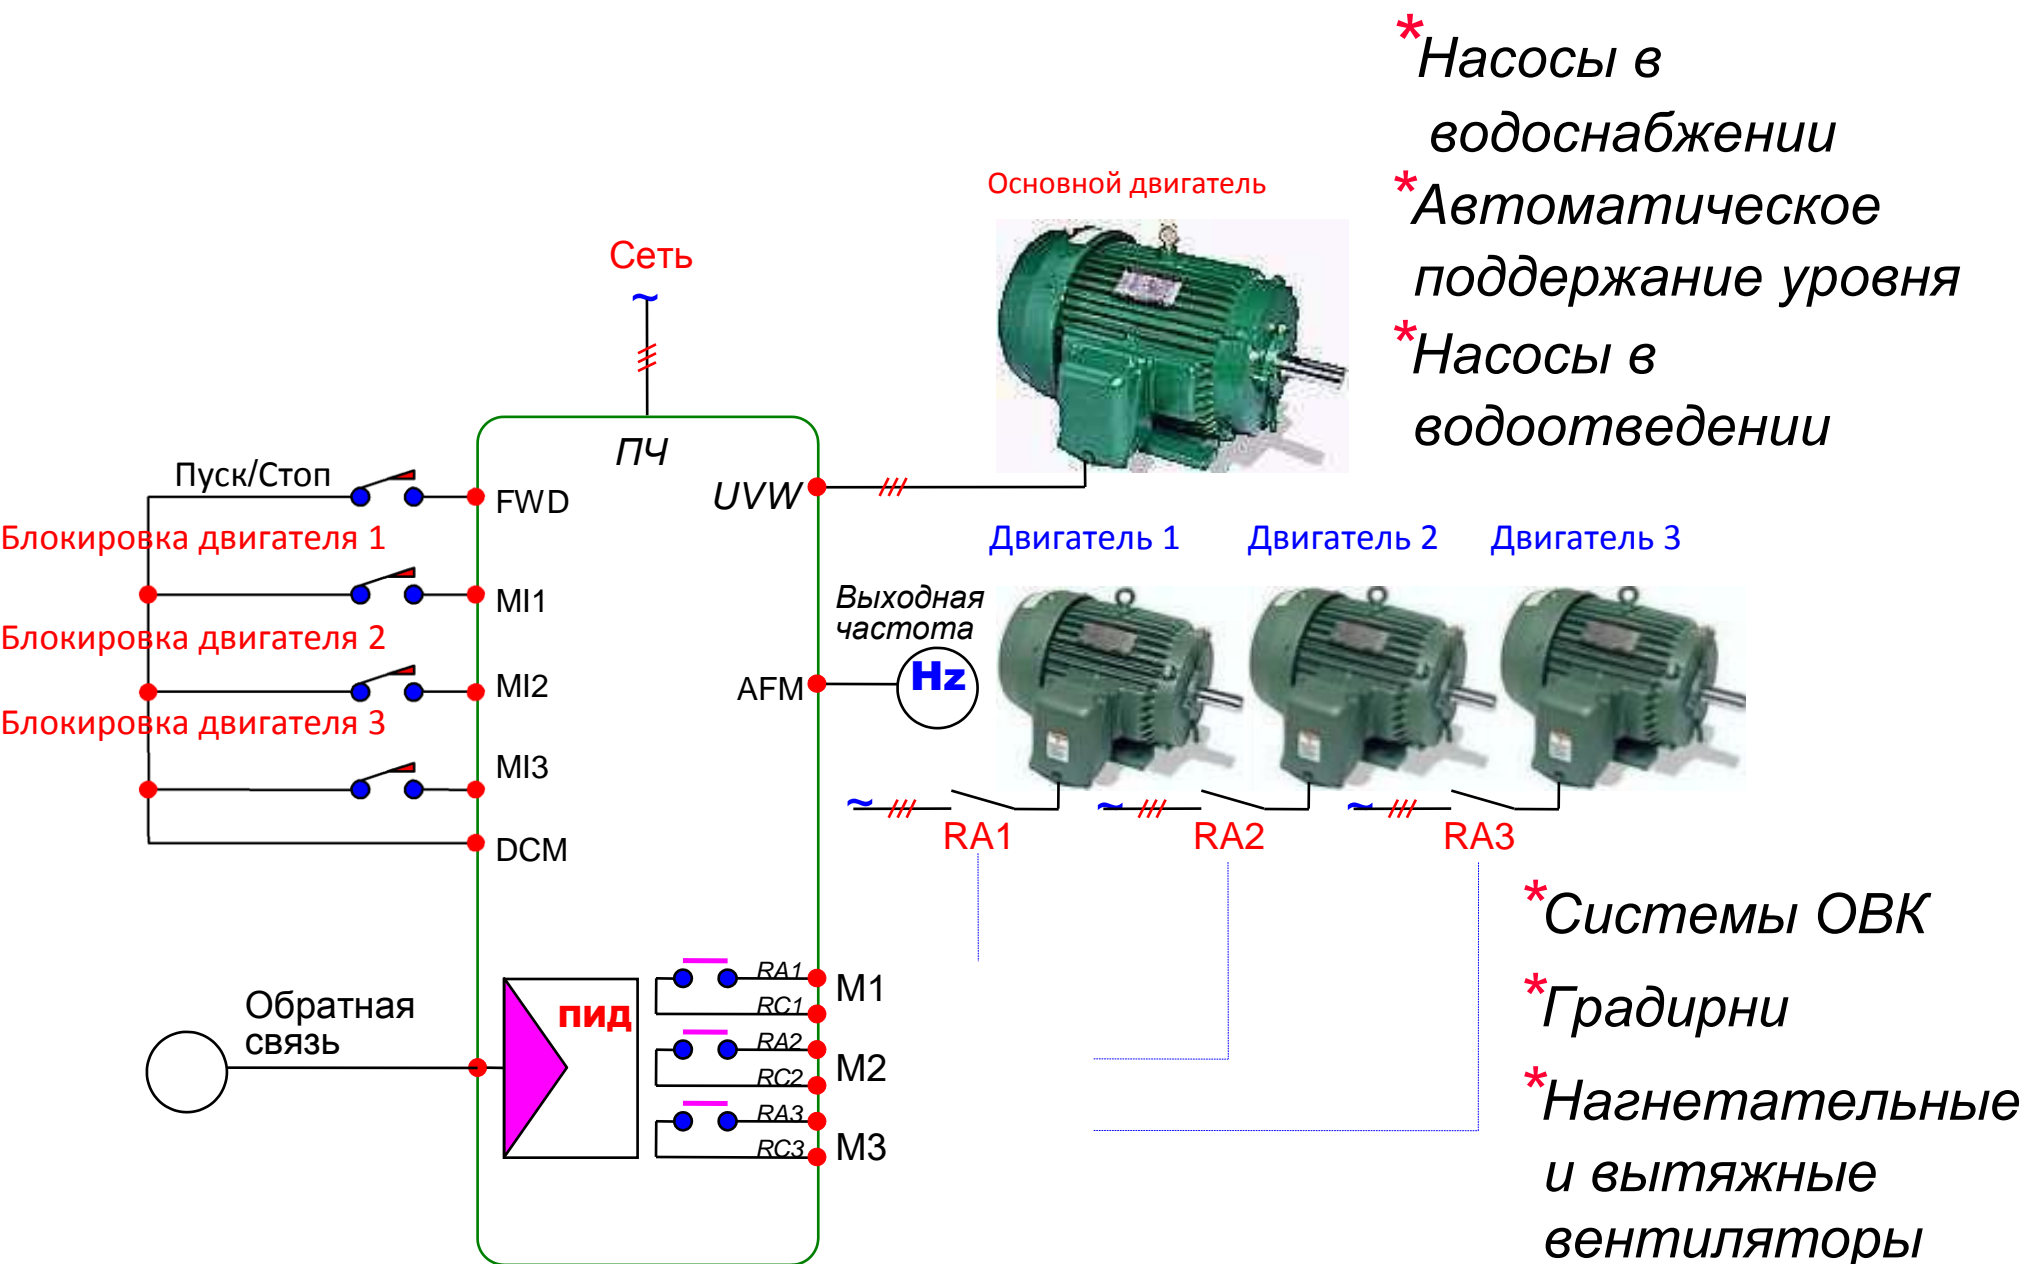 *Насосы в
водоснабжении
*Автоматическое
поддержание уровня
*Насосы в
водоотведении
Основной двигатель
Сеть
~
ПЧ
Пуск/Стоп
FWD
UVW
Блокировка двигателя 1
MI1
Блокировка двигателя 2
MI2
Блокировка двигателя 3
MI3
DCM
Двигатель 1
Двигатель 2
Двигатель 3
Выходная
частота
AFM
Hz
~
~
~
RA1
RA2
RA3
Обратная
связь
пид
RA1
RC1
M1
RA2
RC2
M2
RA3
RC3
M3
*Системы ОВК
*Градирни
*Нагнетательные
и вытяжные
вентиляторы